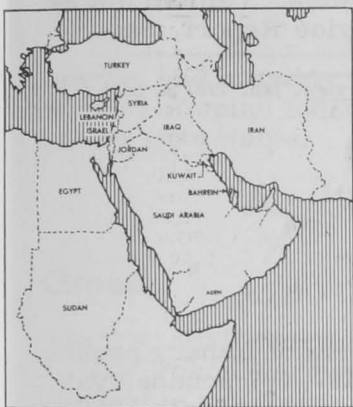 TURKEY
SYRIA
LEBANON
ISRAEL
IRAQ
IRAN
JORDAN
KUWAIT
BAHREIN
EGYPT
SAUDI ARABIA
ADEN
SUDAN